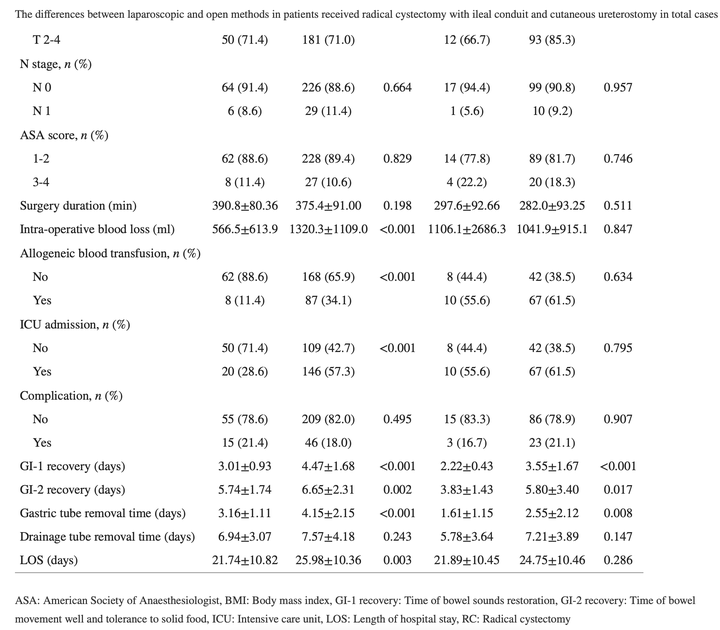 The differences between laparoscopic and open methods in patients received radical cystectomy with ileal conduit and cutaneous ureterostomy in total cases
T 2-4 50 (71.4) 181 (71.0) 12 (66.7) 93 (85.3)
N stage, n (%)
N 0 64 (91.4) 226 (88.6) 0.664 17 (94.4) 99 (90.8) 0.957
N 1 6 (8.6) 29 (11.4) 1 (5.6) 10 (9.2)
ASA score, n (%)
1-2 62 (88.6) 228 (89.4) 0.829 14 (77.8) 89 (81.7) 0.746
3-4 8 (11.4) 27 (10.6) 4 (22.2) 20 (18.3)
Surgery duration (min) 390.8±80.36 375.4±91.00 0.198 297.6±92.66 282.0±93.25 0.511
Intra-operative blood loss (ml) 566.5±613.9 1320.3±1109.0 <0.001 1106.1±2686.3 1041.9±915.1 0.847
Allogeneic blood transfusion, n (%)
No 62 (88.6) 168 (65.9) <0.001 8 (44.4) 42 (38.5) 0.634
Yes 8 (11.4) 87 (34.1) 10 (55.6) 67 (61.5)
ICU admission, n (%)
No 50 (71.4) 109 (42.7) <0.001 8 (44.4) 42 (38.5) 0.795
Yes 20 (28.6) 146 (57.3) 10 (55.6) 67 (61.5)
Complication, n (%)
No 55 (78.6) 209 (82.0) 0.495 15 (83.3) 86 (78.9) 0.907
Yes 15 (21.4) 46 (18.0) 3 (16.7) 23 (21.1)
GI-1 recovery (days) 3.01±0.93 4.47±1.68 <0.001 2.22±0.43 3.55±1.67 <0.001
GI-2 recovery (days) 5.74±1.74 6.65±2.31 0.002 3.83±1.43 5.80±3.40 0.017
Gastric tube removal time (days) 3.16±1.11 4.15±2.15 <0.001 1.61±1.15 2.55±2.12 0.008
Drainage tube removal time (days) 6.94±3.07 7.57±4.18 0.243 5.78±3.64 7.21±3.89 0.147
LOS (days) 21.74±10.82 25.98±10.36 0.003 21.89±10.45 24.75±10.46 0.286
ASA: American Society of Anaesthesiologist, BMI: Body mass index, GI-1 recovery: Time of bowel sounds restoration, GI-2 recovery: Time of bowel
movement well and tolerance to solid food, ICU: Intensive care unit, LOS: Length of hospital stay, RC: Radical cystectomy